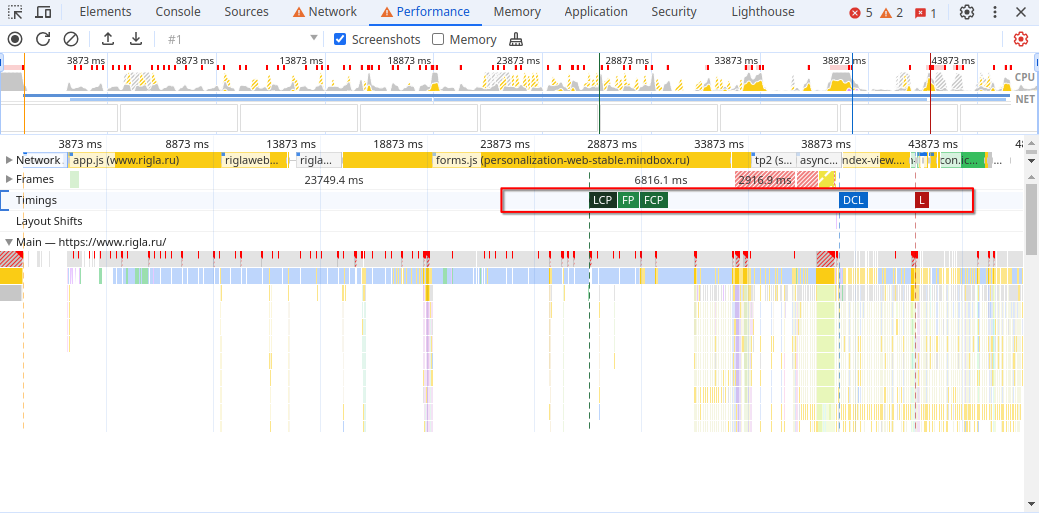 Elements Console Sources Network Performance Memory Application Security Lighthouse 5 2 1
#1 Screenshots Memory
3873 ms 8873 ms 13873 ms 18873 ms 23873 ms 28873 ms 33873 ms 38873 ms 43873 ms
CPU
NET
3873 ms 8873 ms 13873 ms 18873 ms 23873 ms 28873 ms 33873 ms 38873 ms 43873 ms 48
Network app.js (www.rigla.ru) riglaweb... rigla... forms.js (personalization-web-stable.mindbox.ru) tp2 (s... async... ndex-view.... con.ic... ...
Frames 23749.4 ms 6816.1 ms 2916.9 ms
Timings LCP FP FCP DCL L
Layout Shifts
Main — https://www.rigla.ru/